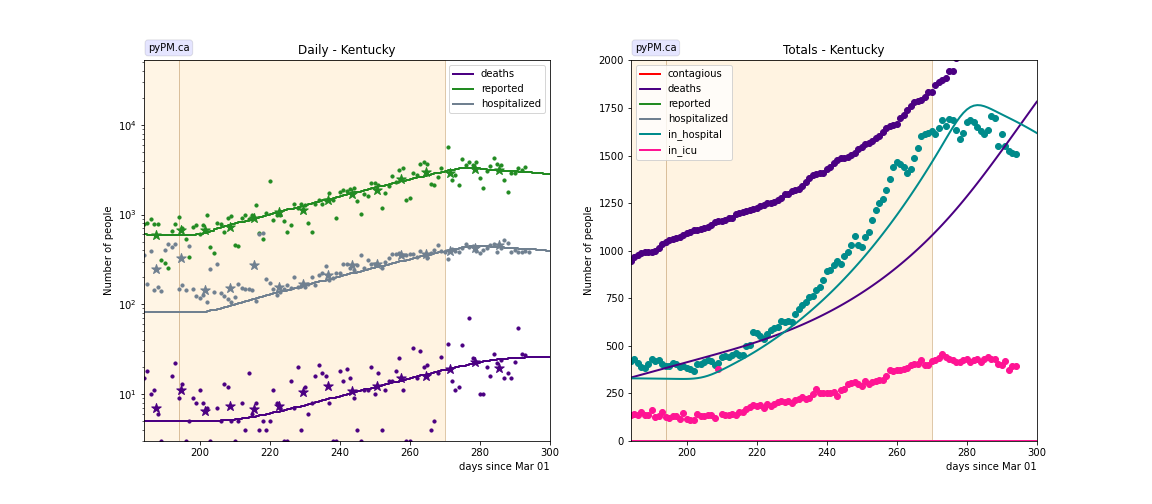 pyPM.ca
Daily - Kentucky
deaths
reported
hospitalized
Number of people
10⁴
10³
10²
10¹
200
220
240
260
280
300
days since Mar 01
pyPM.ca
Totals - Kentucky
contagious
deaths
reported
hospitalized
in_hospital
in_icu
Number of people
2000
1750
1500
1250
1000
750
500
250
0
200
220
240
260
280
300
days since Mar 01